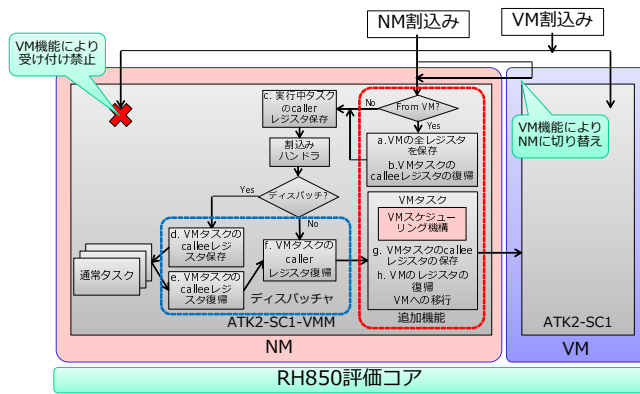 NM割込み
VM割込み
VM機能により
受け付け禁止
c. 実行中タスク
のcaller
レジスタ保存
No
From VM?
Yes
a.VMの全レジスタ
を保存
b.VMタスクの
calleeレジスタの復帰
VM機能により
NMに切り替え
割込み
ハンドラ
Yes
ディスパッチ?
No
VMタスク
VMスケジュー
リング機構
d. VMタスクの
calleeレジ
スタ保存
f. VMタスクの
caller
レジスタ復帰
g. VMタスクのcallee
レジスタの保存
h. VMのレジスタの
復帰
VMへの移行
通常タスク
e. VMタスクの
calleeレジ
スタ復帰
ディスパッチャ
追加機能
ATK2-SC1-VMM
ATK2-SC1
NM
VM
RH850評価コア